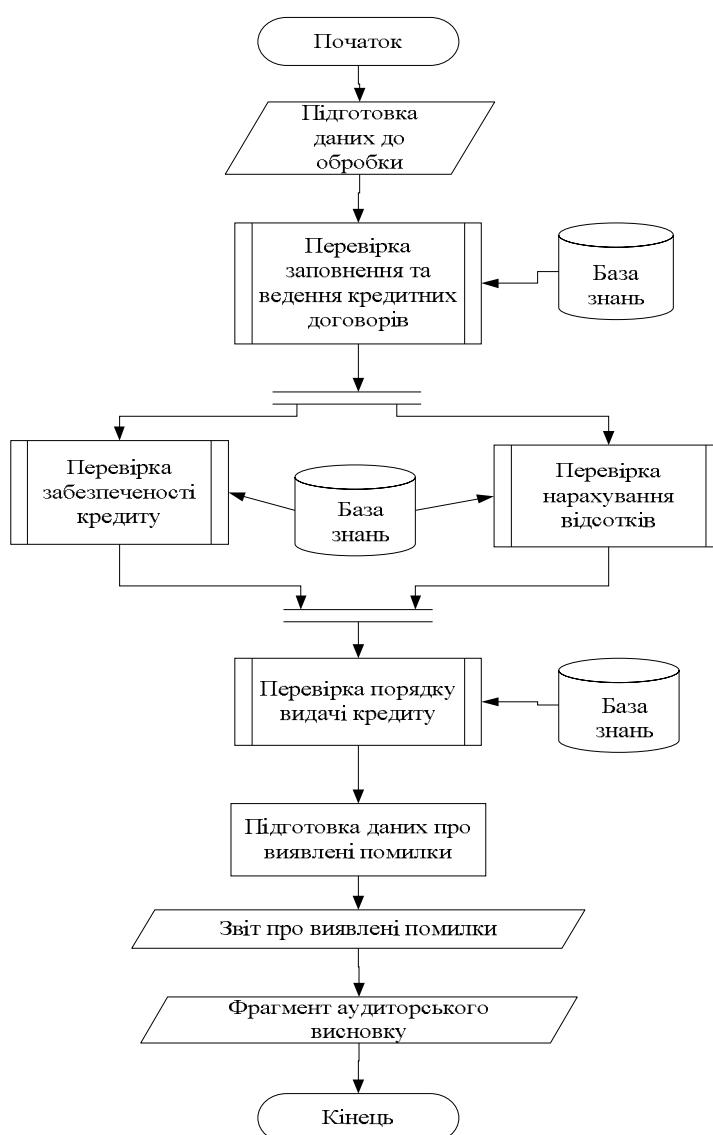 Початок
Підготовка
даних до
обробки
Перевірка
заповнення та
ведення кредитних
договорів
База
знань
Перевірка
забезпеченості
кредиту
База
знань
Перевірка
нарахування
відсотків
Перевірка порядку
видачі кредиту
База
знань
Підготовка даних про
виявлені помилки
Звіт про виявлені помилки
Фрагмент аудиторського
висновку
Кінець